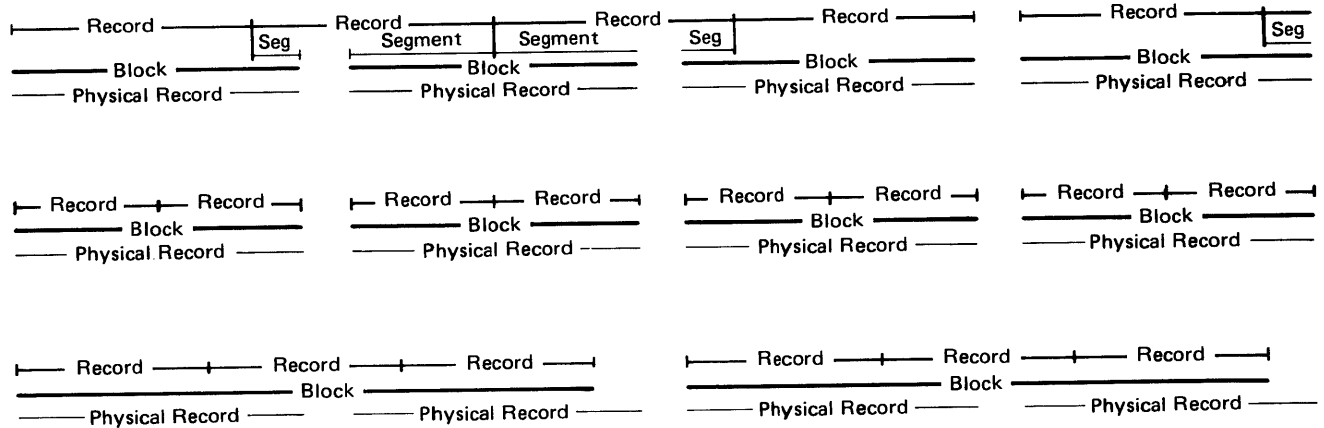 Record Record Record Record Record
Seg Segment Segment Seg Seg
Block Block Block Block
Physical Record Physical Record Physical Record Physical Record
Record Record Record Record Record Record Record Record
Block Block Block Block
Physical Record Physical Record Physical Record Physical Record
Record Record Record Record Record Record
Block Block
Physical Record Physical Record Physical Record Physical Record